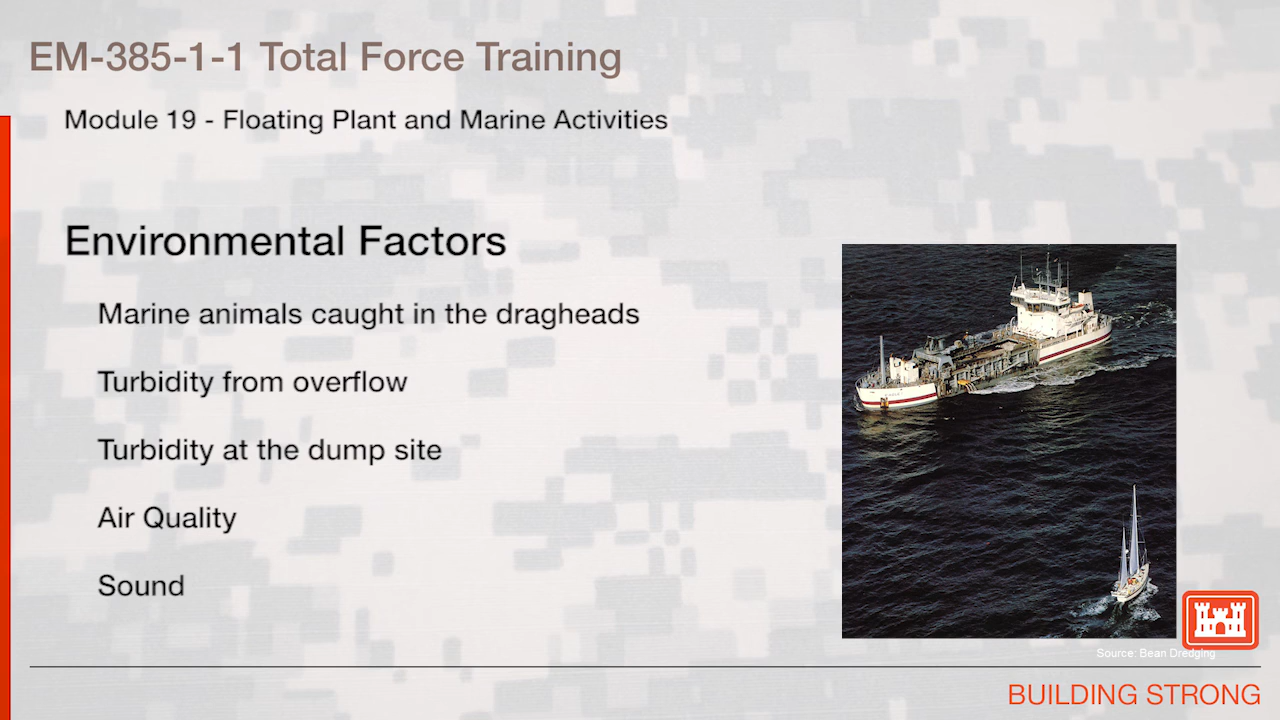 EM-385-1-1 Total Force Training
Module 19 - Floating Plant and Marine Activities
Environmental Factors
Marine animals caught in the dragheads
Turbidity from overflow
Turbidity at the dump site
Air Quality
Sound
Source: Bean Dredging
BUILDING STRONG